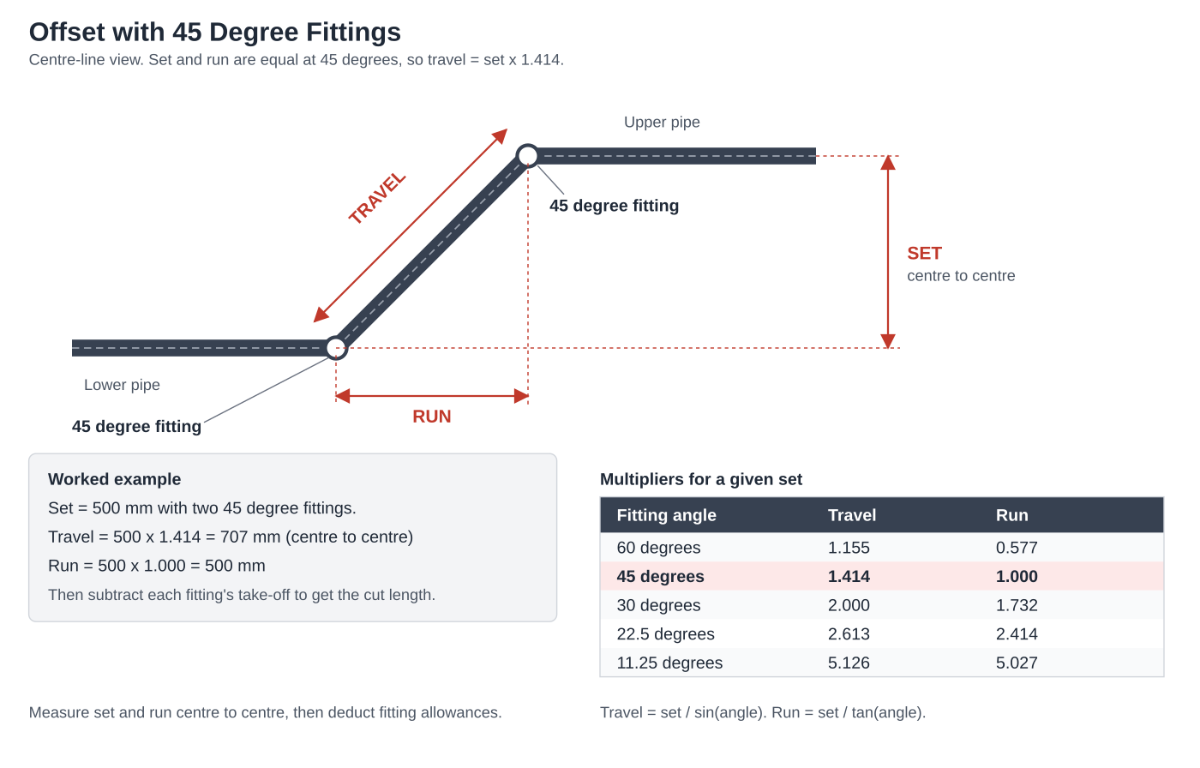 Offset with 45 Degree Fittings
Centre-line view. Set and run are equal at 45 degrees, so travel = set x 1.414.
Upper pipe
TRAVEL
45 degree fitting
SET
centre to centre
Lower pipe
RUN
45 degree fitting
Worked example
Set = 500 mm with two 45 degree fittings.
Travel = 500 x 1.414 = 707 mm (centre to centre)
Run = 500 x 1.000 = 500 mm
Then subtract each fitting's take-off to get the cut length.
Multipliers for a given set
Fitting angle Travel Run
60 degrees 1.155 0.577
45 degrees 1.414 1.000
30 degrees 2.000 1.732
22.5 degrees 2.613 2.414
11.25 degrees 5.126 5.027
Measure set and run centre to centre, then deduct fitting allowances.
Travel = set / sin(angle). Run = set / tan(angle).